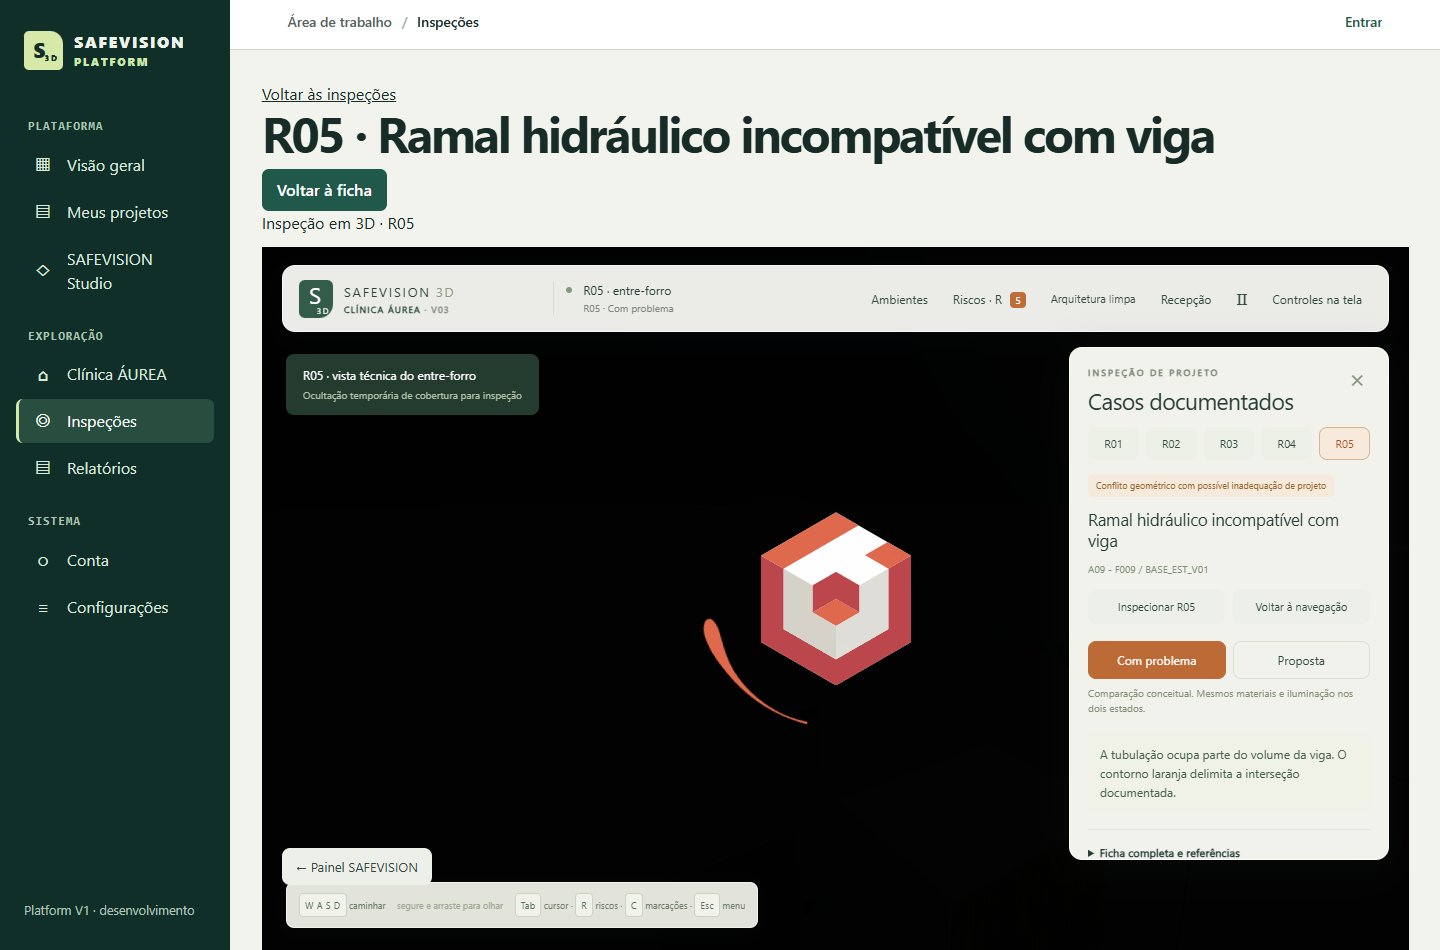 S 3D
SAFEVISION
PLATFORM
PLATAFORMA
Visão geral
Meus projetos
SAFEVISION
Studio
EXPLORAÇÃO
Clínica ÁUREA
Inspeções
Relatórios
SISTEMA
Conta
Configurações
Platform V1 · desenvolvimento
Área de trabalho / Inspeções
Entrar
Voltar às inspeções
R05 · Ramal hidráulico incompatível com viga
Voltar à ficha
Inspeção em 3D · R05
S 3D
SAFEVISION 3D
CLÍNICA ÁUREA · V03
R05 · entre-forro
R05 · Com problema
Ambientes
Riscos · R 5
Arquitetura limpa
Recepção
Controles na tela
R05 · vista técnica do entre-forro
Ocultação temporária de cobertura para inspeção
INSPEÇÃO DE PROJETO
Casos documentados
R01 R02 R03 R04 R05
Conflito geométrico com possível inadequação de projeto
Ramal hidráulico incompatível com
viga
A09 - F009 / BASE_EST_V01
Inspecionar R05
Voltar à navegação
Com problema
Proposta
Comparação conceitual. Mesmos materiais e iluminação nos
dois estados.
A tubulação ocupa parte do volume da viga. O
contorno laranja delimita a interseção
documentada.
Ficha completa e referências
← Painel SAFEVISION
W A S D caminhar segure e arraste para olhar Tab cursor · R riscos · C marcações · Esc menu